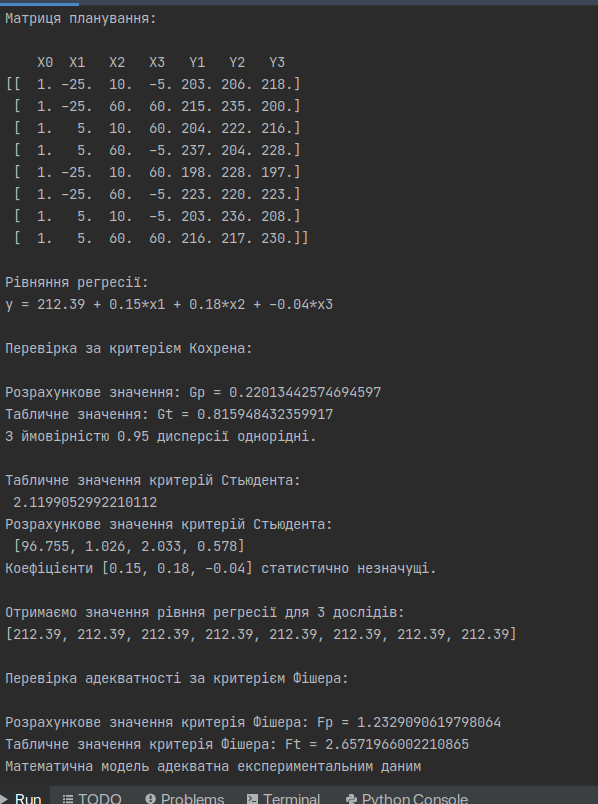 Матриця планування:
X0 X1 X2 X3 Y1 Y2 Y3
[[ 1. -25. 10. -5. 203. 206. 218.]
[ 1. -25. 60. 60. 215. 235. 200.]
[ 1. 5. 10. 60. 204. 222. 216.]
[ 1. 5. 60. -5. 237. 204. 228.]
[ 1. -25. 10. 60. 198. 228. 197.]
[ 1. -25. 60. -5. 223. 220. 223.]
[ 1. 5. 10. -5. 203. 236. 208.]
[ 1. 5. 60. 60. 216. 217. 230.]]
Рівняння регресії:
y = 212.39 + 0.15*x1 + 0.18*x2 + -0.04*x3
Перевірка за критерієм Кохрена:
Розрахункове значення: Gp = 0.22013442574694597
Табличне значення: Gt = 0.815948432359917
З ймовірністю 0.95 дисперсії однорідні.
Табличне значення критерій Стьюдента:
2.1199052992210112
Розрахункове значення критерій Стьюдента:
[96.755, 1.026, 2.033, 0.578]
Коефіцієнти [0.15, 0.18, -0.04] статистично незначущі.
Отримаємо значення рівння регресії для 3 дослідів:
[212.39, 212.39, 212.39, 212.39, 212.39, 212.39, 212.39, 212.39]
Перевірка адекватності за критерієм Фішера:
Розрахункове значення критерія Фішера: Fp = 1.2329090619798064
Табличне значення критерія Фішера: Ft = 2.6571966002210865
Математична модель адекватна експериментальним даним
Run TODO Problems Terminal Python Console